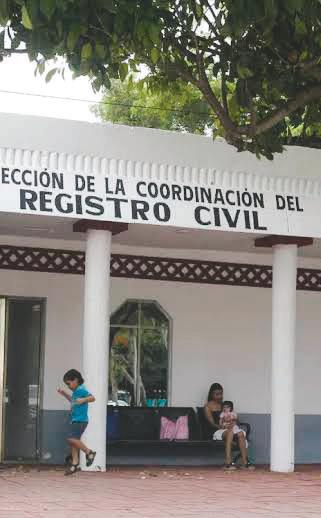 ECCIÓN DE LA COORDINACIÓN DEL
REGISTRO CIVIL